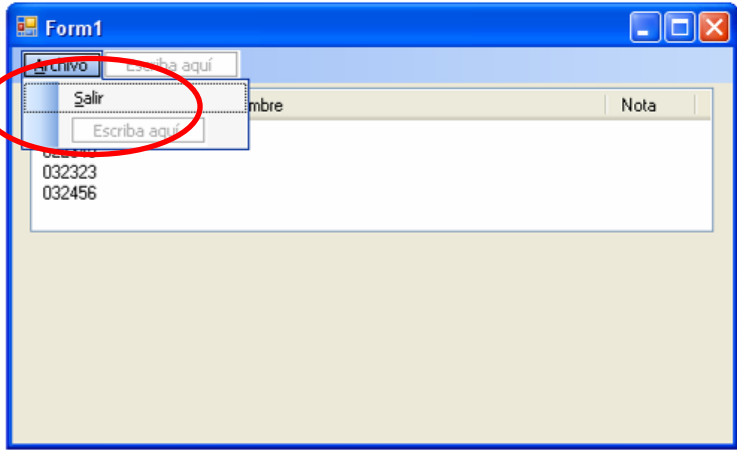 Form1
Archivo Escriba aquí
Salir
mbre Nota
Escriba aquí
032323
032456